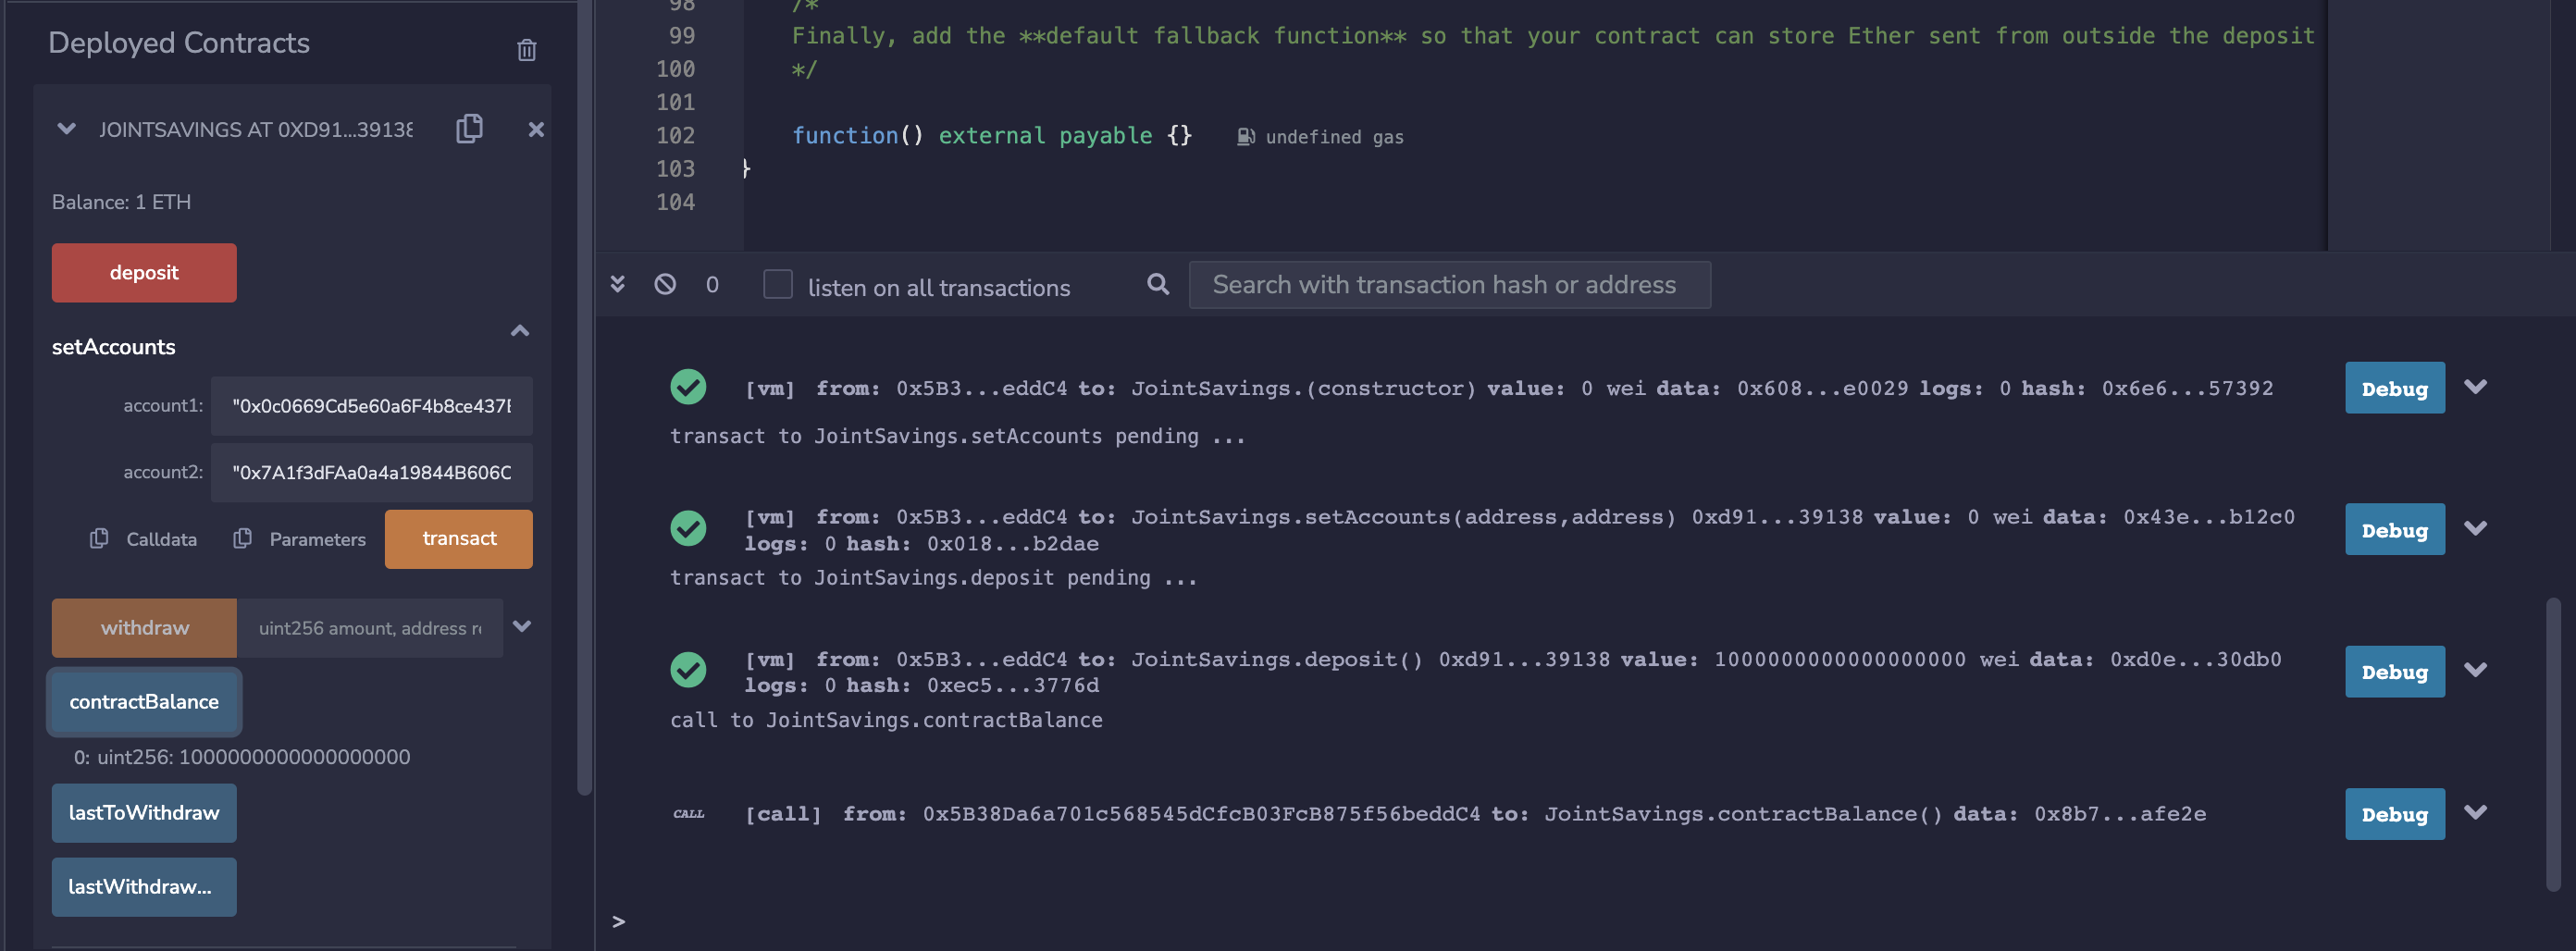 Deployed Contracts
JOINTSAVINGS AT 0XD91...39138
Balance: 1 ETH
deposit
setAccounts
account1: "0x0c0669Cd5e60a6F4b8ce437E
account2: "0x7A1f3dFAa0a4a19844B606C
Calldata Parameters transact
withdraw uint256 amount, address re
contractBalance
0: uint256: 1000000000000000000
lastToWithdraw
lastWithdraw...
98 /*
99 Finally, add the **default fallback function** so that your contract can store Ether sent from outside the deposit
100 */
101
102 function() external payable {} undefined gas
103 }
104
0 listen on all transactions Search with transaction hash or address
[vm] from: 0x5B3...eddC4 to: JointSavings.(constructor) value: 0 wei data: 0x608...e0029 logs: 0 hash: 0x6e6...57392 Debug
transact to JointSavings.setAccounts pending ...
[vm] from: 0x5B3...eddC4 to: JointSavings.setAccounts(address,address) 0xd91...39138 value: 0 wei data: 0x43e...b12c0 Debug
logs: 0 hash: 0x018...b2dae
transact to JointSavings.deposit pending ...
[vm] from: 0x5B3...eddC4 to: JointSavings.deposit() 0xd91...39138 value: 1000000000000000000 wei data: 0xd0e...30db0 Debug
logs: 0 hash: 0xec5...3776d
call to JointSavings.contractBalance
CALL [call] from: 0x5B38Da6a701c568545dCfcB03FcB875f56beddC4 to: JointSavings.contractBalance() data: 0x8b7...afe2e Debug
>